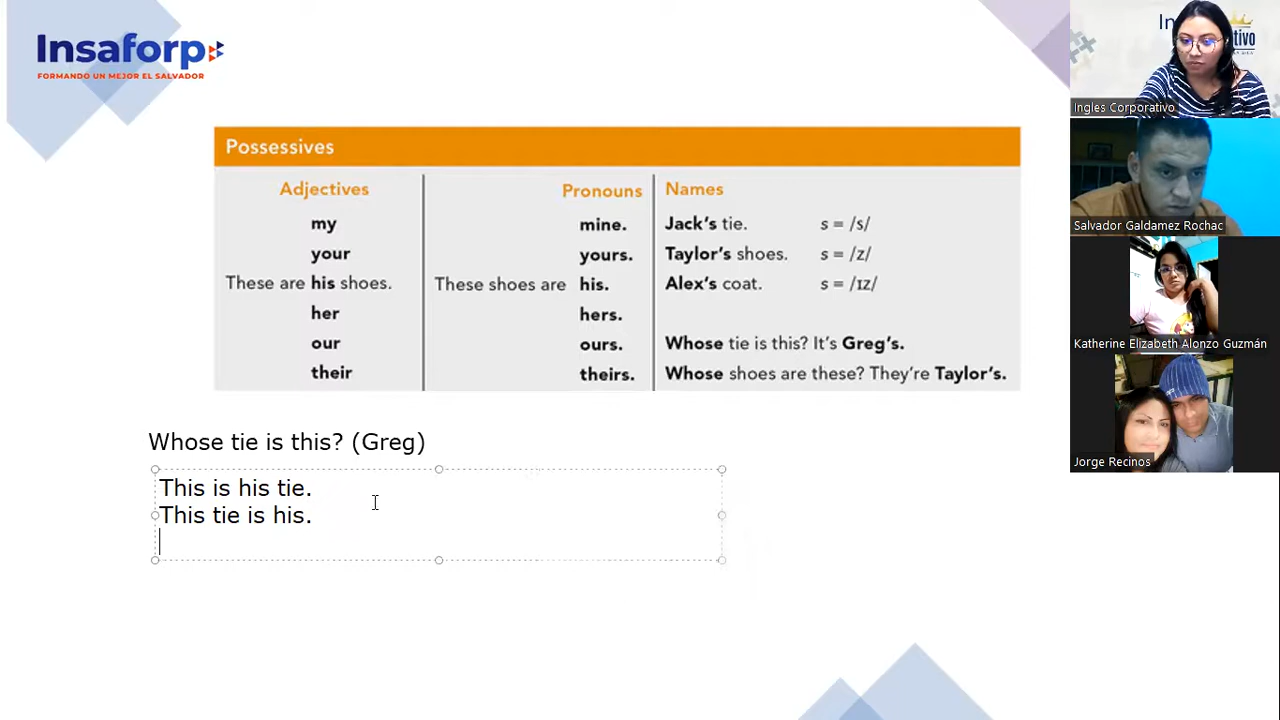 Insaforp
FORMANDO UN MEJOR EL SALVADOR
Possessives
Adjectives
my
your
These are his shoes.
her
our
their
Pronouns
mine.
yours.
These shoes are his.
hers.
ours.
theirs.
Names
Jack's tie. s = /s/
Taylor's shoes. s = /z/
Alex's coat. s = /ɪz/
Whose tie is this? It's Greg's.
Whose shoes are these? They're Taylor's.
Whose tie is this? (Greg)
This is his tie.
This tie is his.
Ingles Corporativo
Salvador Galdamez Rochac
Katherine Elizabeth Alonzo Guzmán
Jorge Recinos